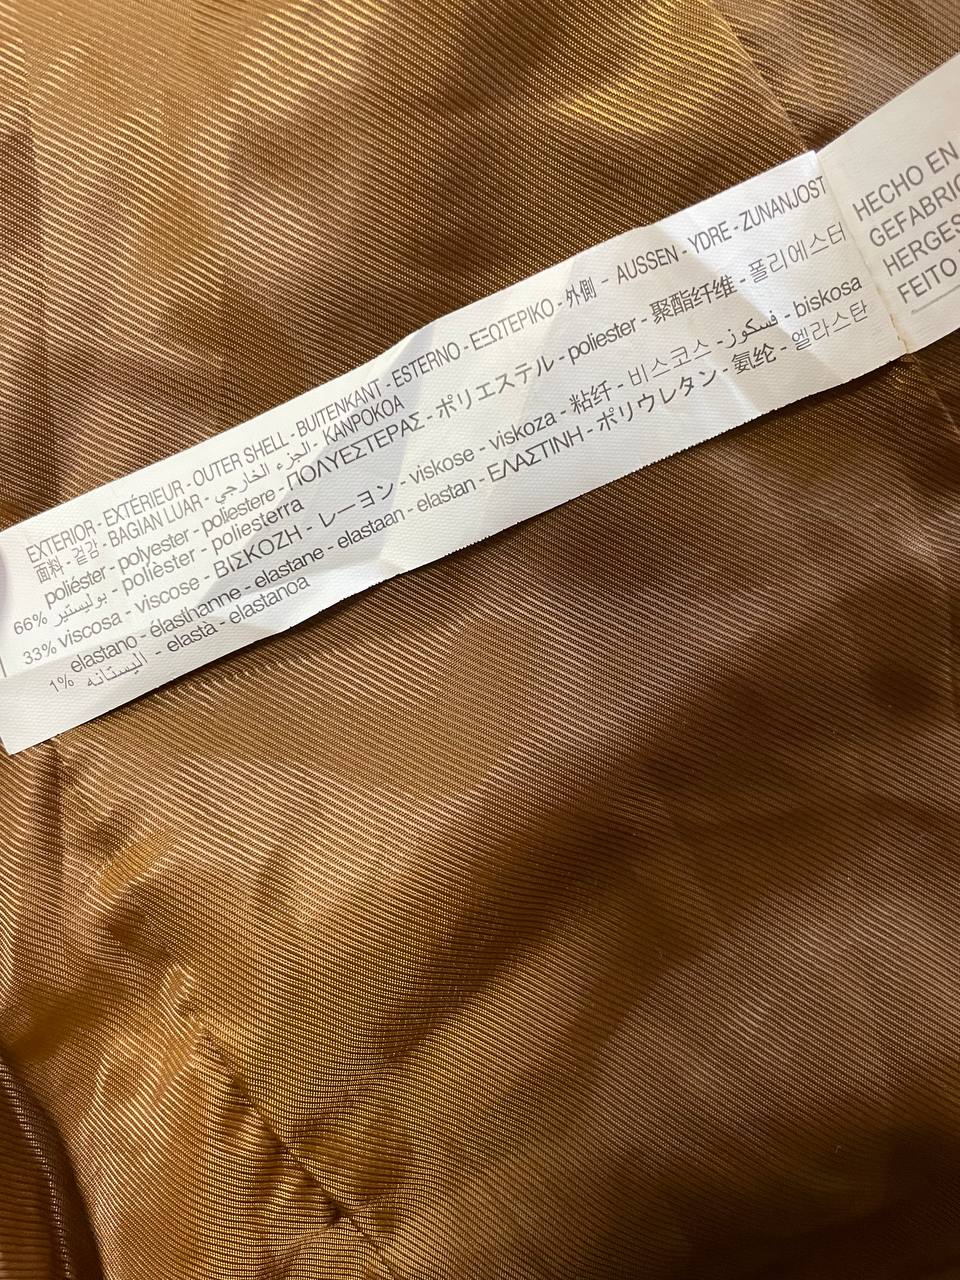 EXTERIOR - EXTÉRIEUR - OUTER SHELL - BUITENKANT - ESTERNO - ΕΞΩΤΕΡΙΚΟ - 外側 - AUSSEN - YDRE - ZUNANJOST
面料 - 겉감 - BAGIAN LUAR - الجزء الخارجي - KANPOKOA
poliéster - polyester - poliestere - ΠΟΛΥΕΣΤΕΡΑΣ - ポリエステル - poliester - 聚酯纤维 - 폴리에스터
66% بوليستير - polièster - poliesterra
33% viscosa - viscose - ΒΙΣΚΟΖΗ - レーヨン - viskose - viskoza - 粘纤 - 비스코스 - فسكوز - biskosa
elastano - élasthanne - elastane - elastaan - elastan - ΕΛΑΣΤΙΝΗ - ポリウレタン - 氨纶 - 엘라스탄
1% اليستانه - elastà - elastanoa
HECHO EN
GEFABRIC
HERGES
FEITO